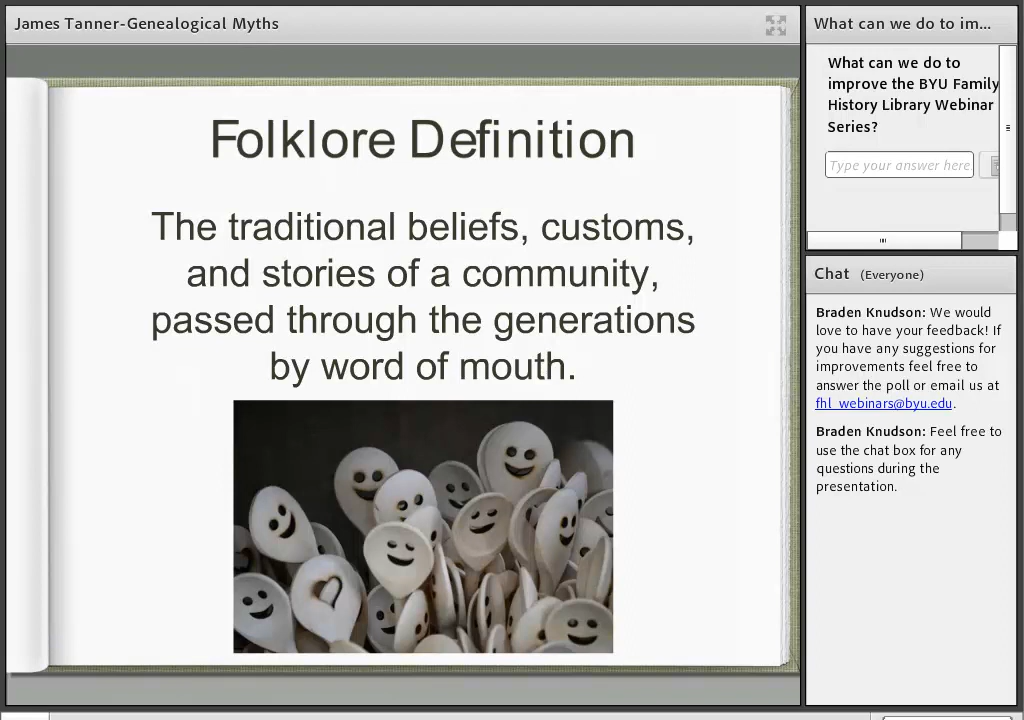 James Tanner-Genealogical Myths
Folklore Definition
The traditional beliefs, customs,
and stories of a community,
passed through the generations
by word of mouth.
What can we do to im...
What can we do to
improve the BYU Family
History Library Webinar
Series?
Type your answer here
Chat (Everyone)
Braden Knudson: We would
love to have your feedback! If
you have any suggestions for
improvements feel free to
answer the poll or email us at
fhl_webinars@byu.edu.
Braden Knudson: Feel free to
use the chat box for any
questions during the
presentation.